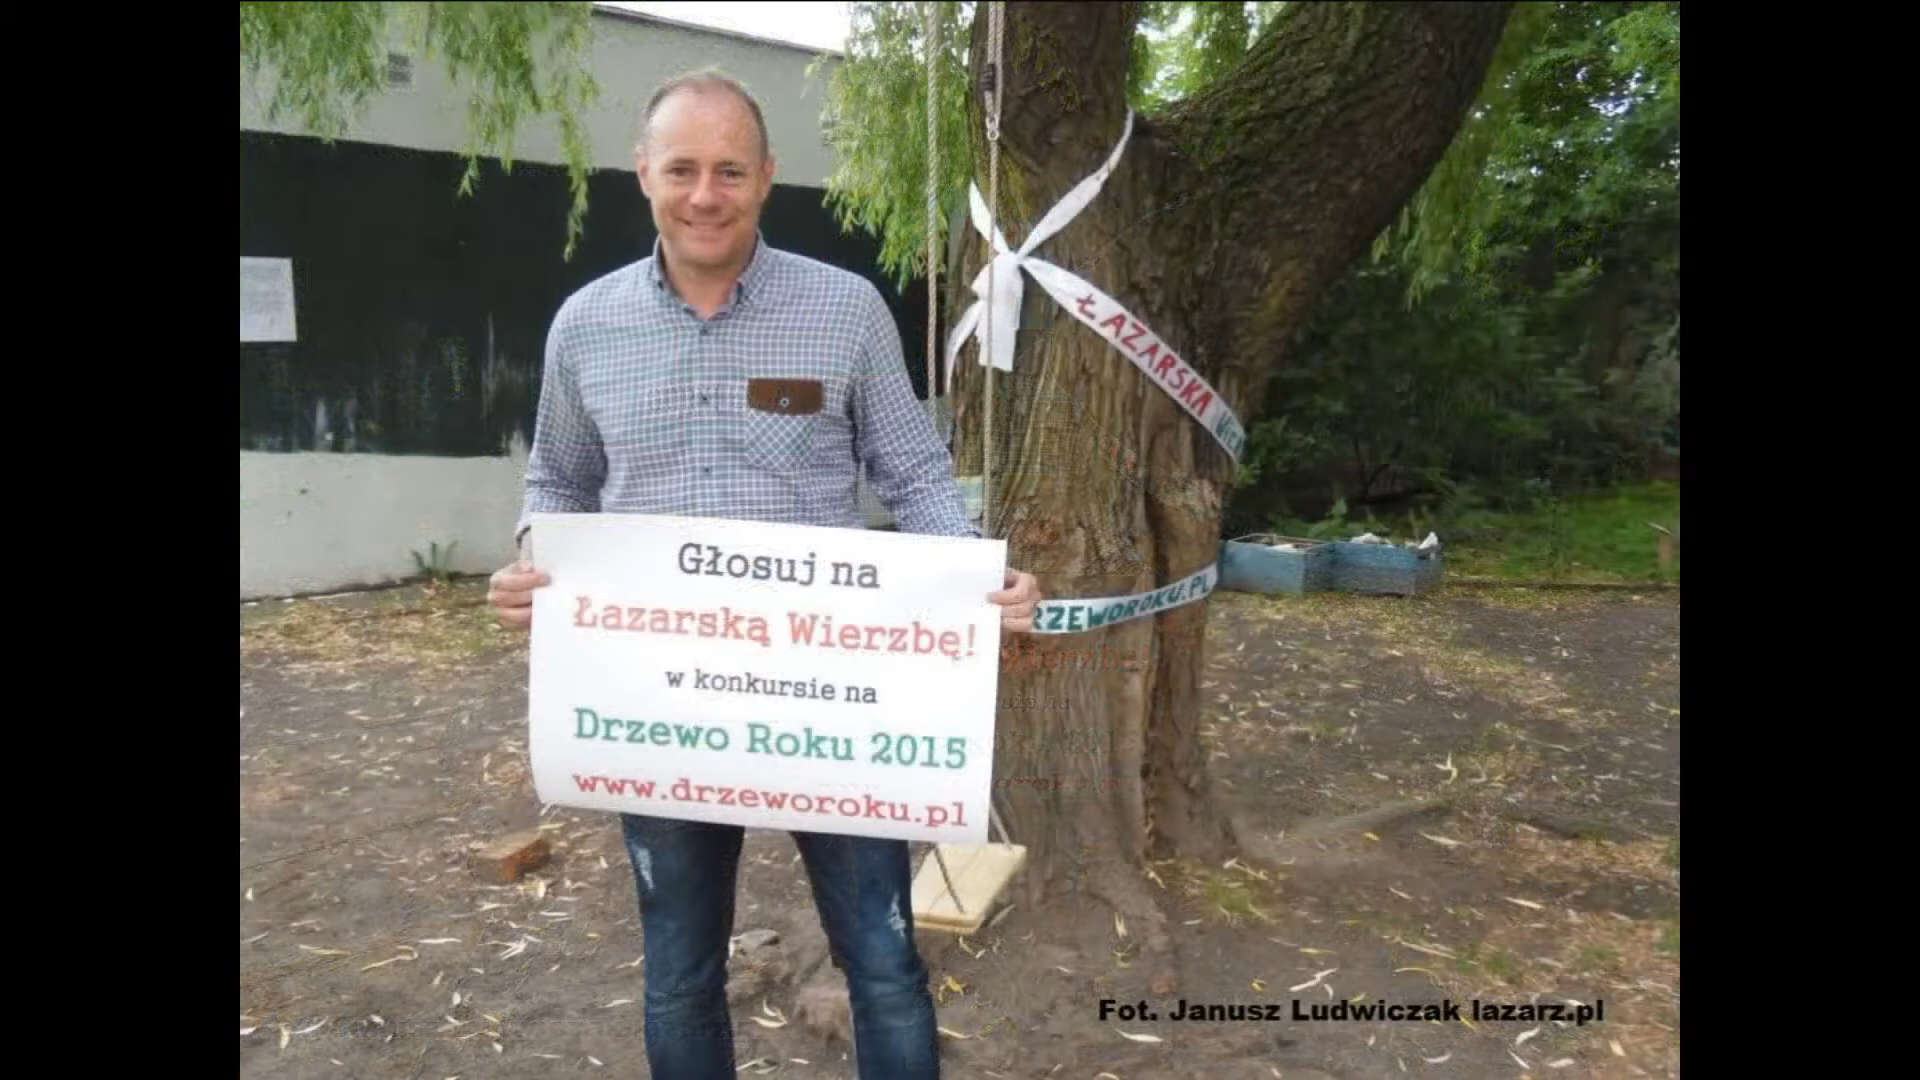 Głosuj na
Łazarską Wierzbę!
w konkursie na
Drzewo Roku 2015
www.drzeworoku.pl
ŁAZARSKA
RZEWOROKU.PL
Fot. Janusz Ludwiczak lazarz.pl